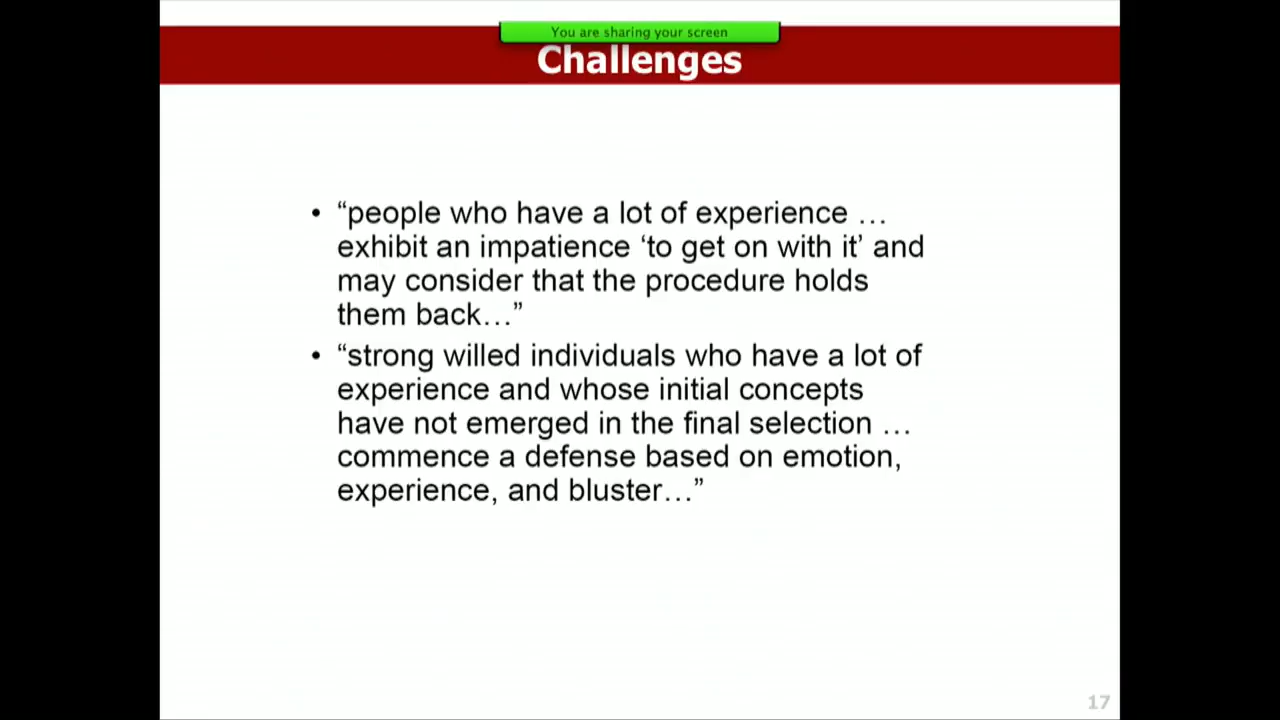 You are sharing your screen
Challenges
• “people who have a lot of experience …
exhibit an impatience ‘to get on with it’ and
may consider that the procedure holds
them back…”
• “strong willed individuals who have a lot of
experience and whose initial concepts
have not emerged in the final selection …
commence a defense based on emotion,
experience, and bluster…”
17